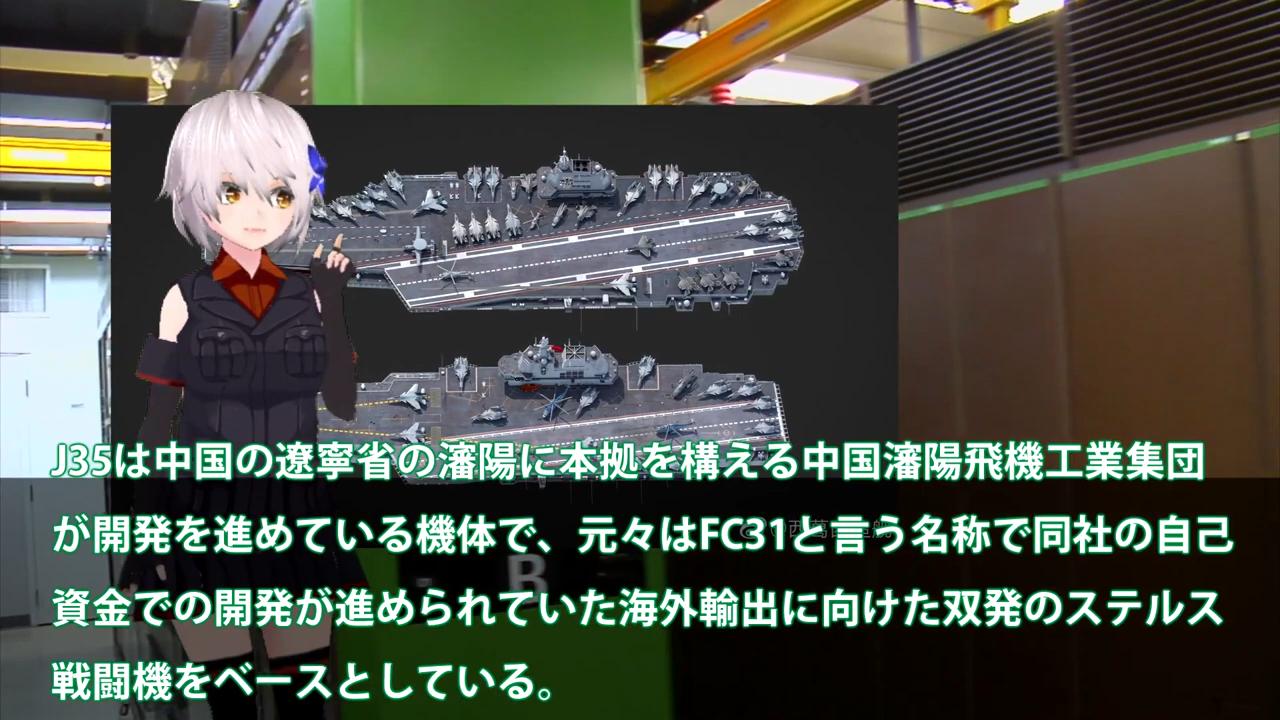 J35は中国の遼寧省の瀋陽に本拠を構える中国瀋陽飛機工業集団
が開発を進めている機体で、元々はFC31と言う名称で同社の自己
資金での開発が進められていた海外輸出に向けた双発のステルス
戦闘機をベースとしている。
B